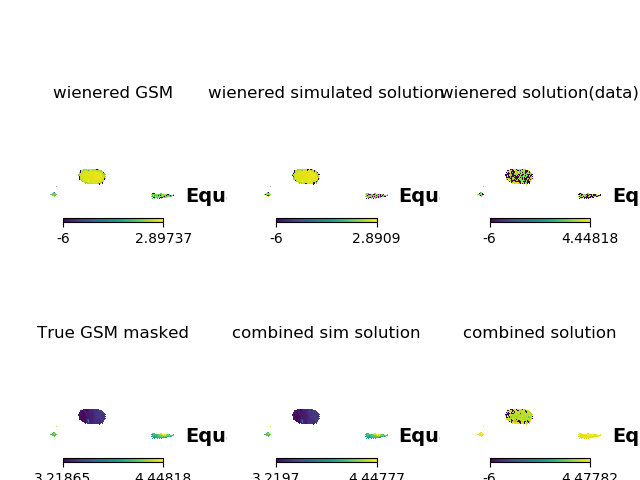 wienered GSM
wienered simulated solution
wienered solution(data)
Equ
Equ
Eq
-6 2.89737
-6 2.8909
-6 4.44818
True GSM masked
combined sim solution
combined solution
Equ
Equ
Eq
3.21865 4.44818
3.2197 4.44777
-6 4.47782